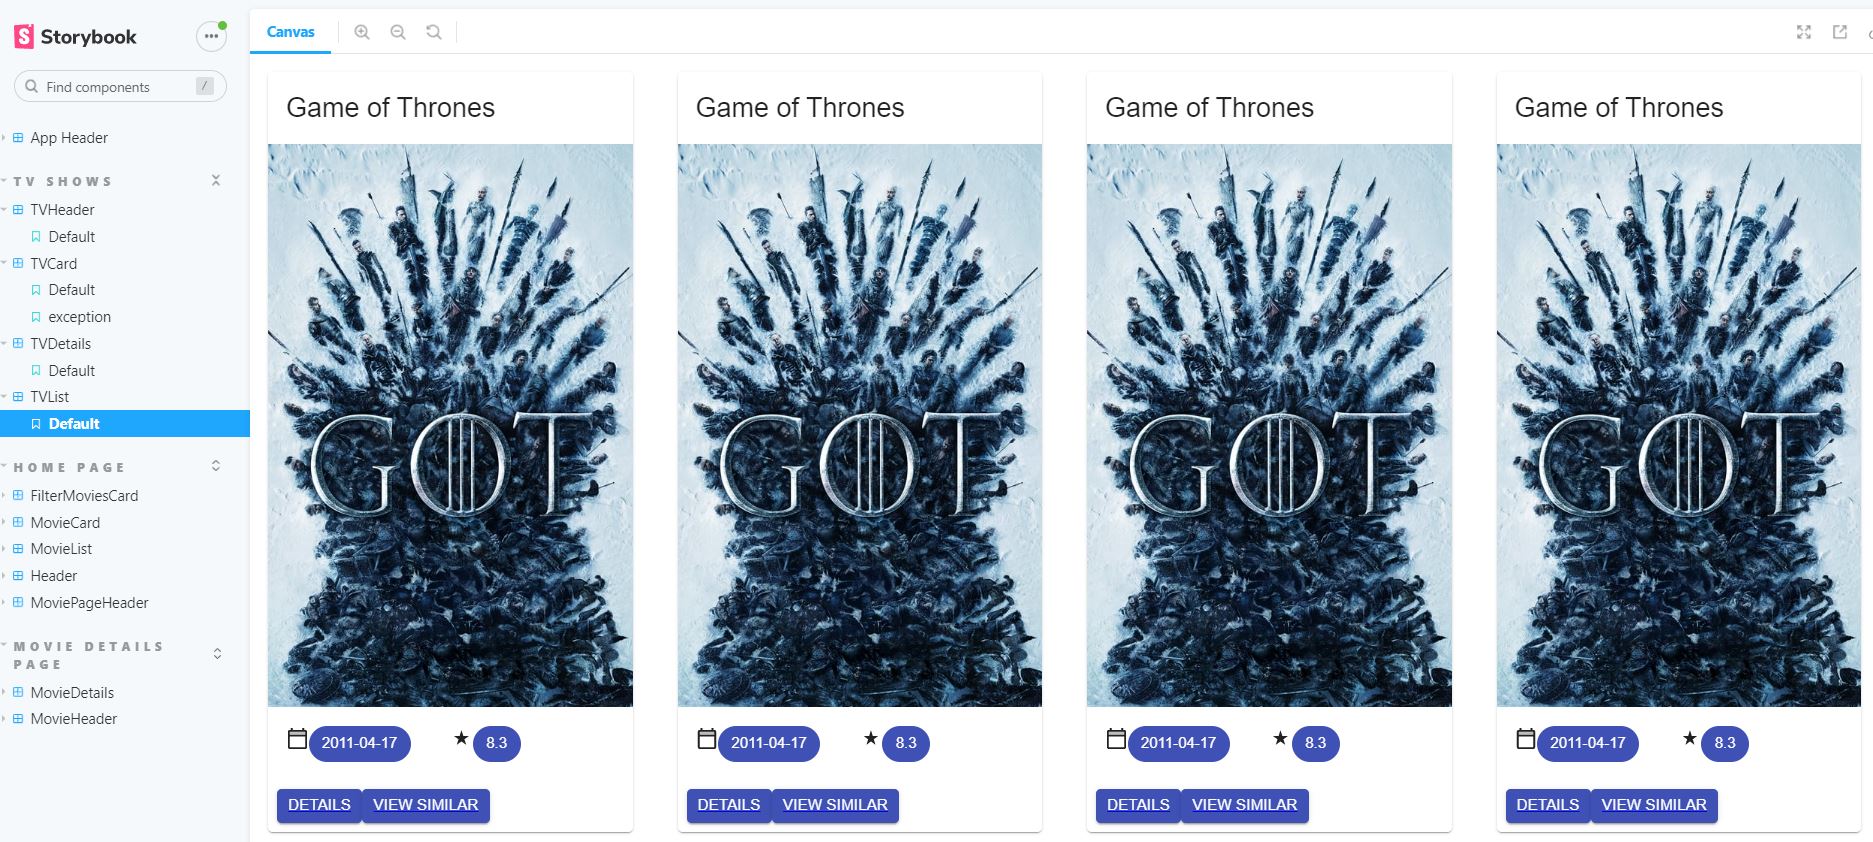 Storybook
Find components /
App Header
TV SHOWS
TVHeader
Default
TVCard
Default
exception
TVDetails
Default
TVList
Default
HOME PAGE
FilterMoviesCard
MovieCard
MovieList
Header
MoviePageHeader
MOVIE DETAILS
PAGE
MovieDetails
MovieHeader
Canvas
Game of Thrones
GOT
2011-04-17 8.3
DETAILS VIEW SIMILAR
Game of Thrones
GOT
2011-04-17 8.3
DETAILS VIEW SIMILAR
Game of Thrones
GOT
2011-04-17 8.3
DETAILS VIEW SIMILAR
Game of Thrones
GOT
2011-04-17 8.3
DETAILS VIEW SIMILAR